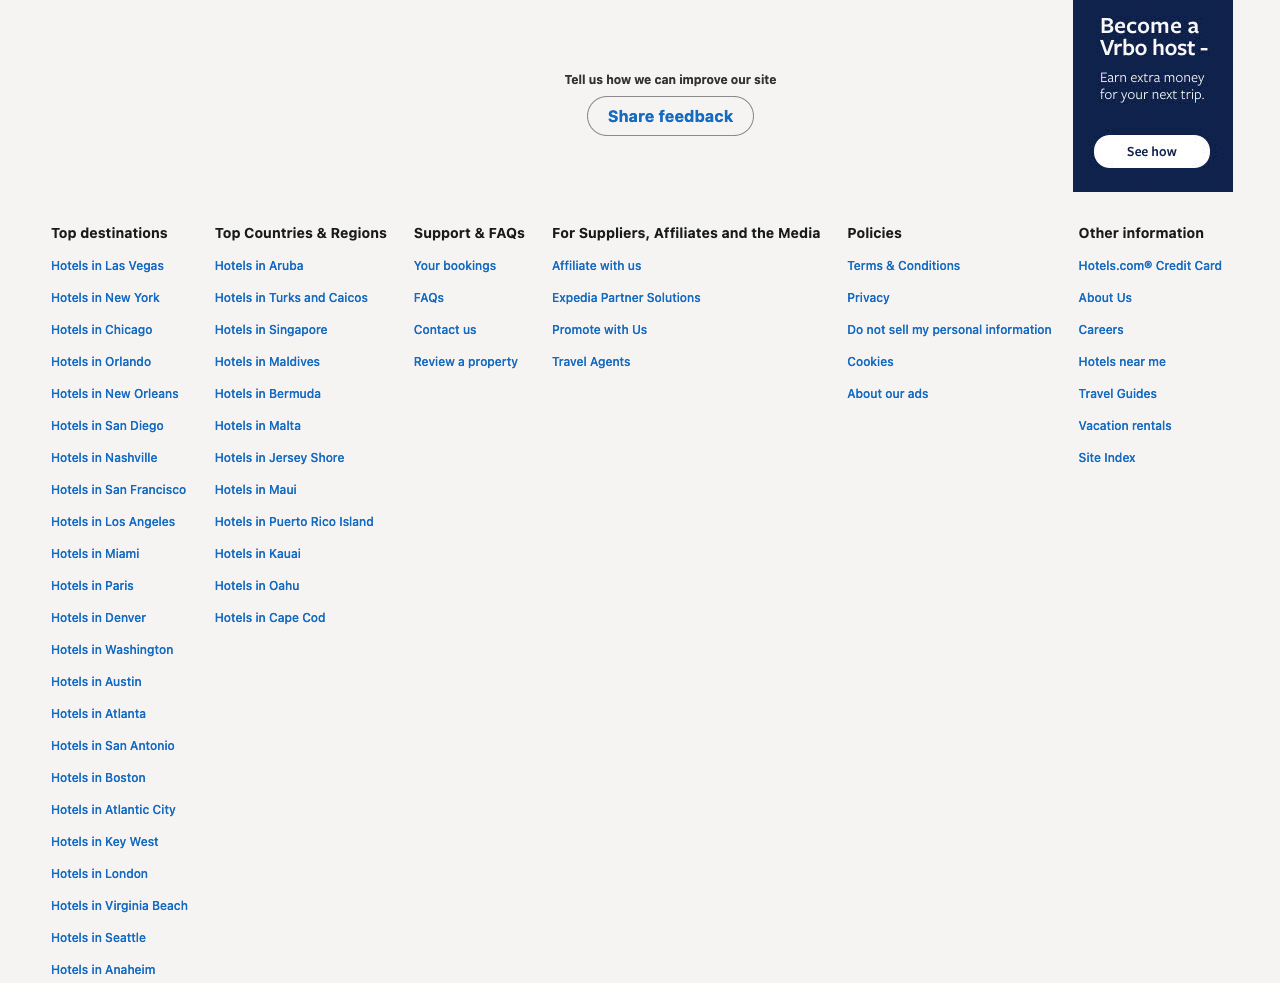 Become a
Vrbo host -
Earn extra money
for your next trip.
See how
Tell us how we can improve our site
Share feedback
Top destinations
Hotels in Las Vegas
Hotels in New York
Hotels in Chicago
Hotels in Orlando
Hotels in New Orleans
Hotels in San Diego
Hotels in Nashville
Hotels in San Francisco
Hotels in Los Angeles
Hotels in Miami
Hotels in Paris
Hotels in Denver
Hotels in Washington
Hotels in Austin
Hotels in Atlanta
Hotels in San Antonio
Hotels in Boston
Hotels in Atlantic City
Hotels in Key West
Hotels in London
Hotels in Virginia Beach
Hotels in Seattle
Hotels in Anaheim
Top Countries & Regions
Hotels in Aruba
Hotels in Turks and Caicos
Hotels in Singapore
Hotels in Maldives
Hotels in Bermuda
Hotels in Malta
Hotels in Jersey Shore
Hotels in Maui
Hotels in Puerto Rico Island
Hotels in Kauai
Hotels in Oahu
Hotels in Cape Cod
Support & FAQs
Your bookings
FAQs
Contact us
Review a property
For Suppliers, Affiliates and the Media
Affiliate with us
Expedia Partner Solutions
Promote with Us
Travel Agents
Policies
Terms & Conditions
Privacy
Do not sell my personal information
Cookies
About our ads
Other information
Hotels.com® Credit Card
About Us
Careers
Hotels near me
Travel Guides
Vacation rentals
Site Index